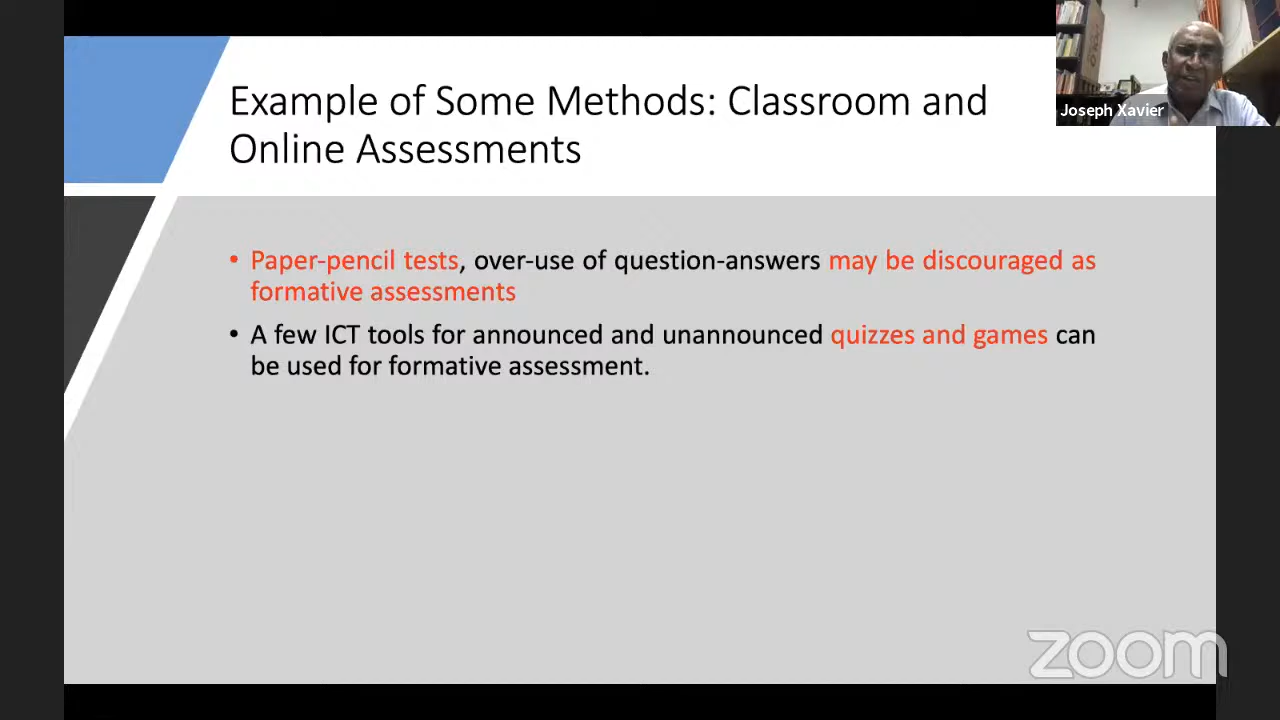 Example of Some Methods: Classroom and
Online Assessments
Joseph Xavier
• Paper-pencil tests, over-use of question-answers may be discouraged as
formative assessments
• A few ICT tools for announced and unannounced quizzes and games can
be used for formative assessment.
zoom